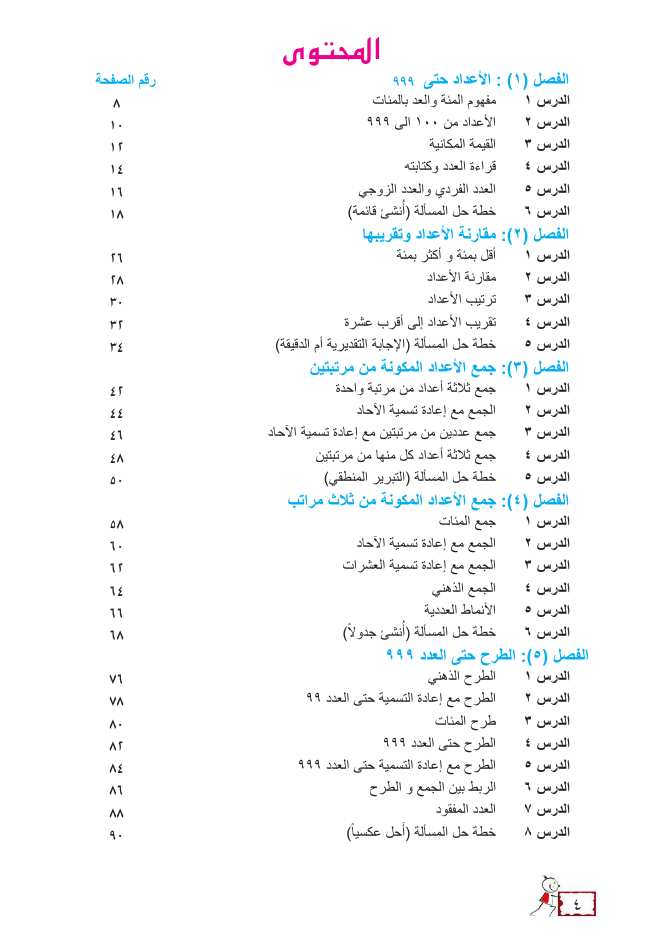 المحتوى
الفصل (١) : الأعداد حتى ٩٩٩ رقم الصفحة
الدرس ١ مفهوم المئة والعد بالمئات ٨
الدرس ٢ الأعداد من ١٠٠ الى ٩٩٩ ١٠
الدرس ٣ القيمة المكانية ١٢
الدرس ٤ قراءة العدد وكتابته ١٤
الدرس ٥ العدد الفردي والعدد الزوجي ١٦
الدرس ٦ خطة حل المسألة (أُنشئ قائمة) ١٨
الفصل (٢): مقارنة الأعداد وتقريبها
الدرس ١ أقل بمئة و أكثر بمئة ٢٦
الدرس ٢ مقارنة الأعداد ٢٨
الدرس ٣ ترتيب الأعداد ٣٠
الدرس ٤ تقريب الأعداد إلى أقرب عشرة ٣٢
الدرس ٥ خطة حل المسألة (الإجابة التقديرية أم الدقيقة) ٣٤
الفصل (٣): جمع الأعداد المكونة من مرتبتين
الدرس ١ جمع ثلاثة أعداد من مرتبة واحدة ٤٢
الدرس ٢ الجمع مع إعادة تسمية الآحاد ٤٤
الدرس ٣ جمع عددين من مرتبتين مع إعادة تسمية الآحاد ٤٦
الدرس ٤ جمع ثلاثة أعداد كل منها من مرتبتين ٤٨
الدرس ٥ خطة حل المسألة (التبرير المنطقي) ٥٠
الفصل (٤): جمع الأعداد المكونة من ثلاث مراتب
الدرس ١ جمع المئات ٥٨
الدرس ٢ الجمع مع إعادة تسمية الآحاد ٦٠
الدرس ٣ الجمع مع إعادة تسمية العشرات ٦٢
الدرس ٤ الجمع الذهني ٦٤
الدرس ٥ الأنماط العددية ٦٦
الدرس ٦ خطة حل المسألة (أُنشئ جدولاً) ٦٨
الفصل (٥): الطرح حتى العدد ٩٩٩
الدرس ١ الطرح الذهني ٧٦
الدرس ٢ الطرح مع إعادة التسمية حتى العدد ٩٩ ٧٨
الدرس ٣ طرح المئات ٨٠
الدرس ٤ الطرح حتى العدد ٩٩٩ ٨٢
الدرس ٥ الطرح مع إعادة التسمية حتى العدد ٩٩٩ ٨٤
الدرس ٦ الربط بين الجمع و الطرح ٨٦
الدرس ٧ العدد المفقود ٨٨
الدرس ٨ خطة حل المسألة (أحل عكسياً) ٩٠
٤